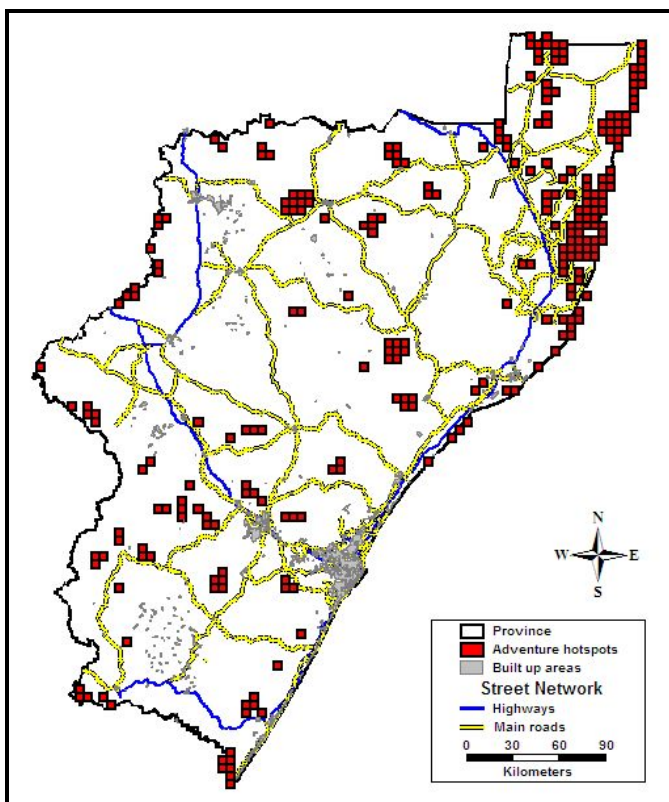 N
W E
S
Province
Adventure hotspots
Built up areas
Street Network
Highways
Main roads
0 30 60 90
Kilometers